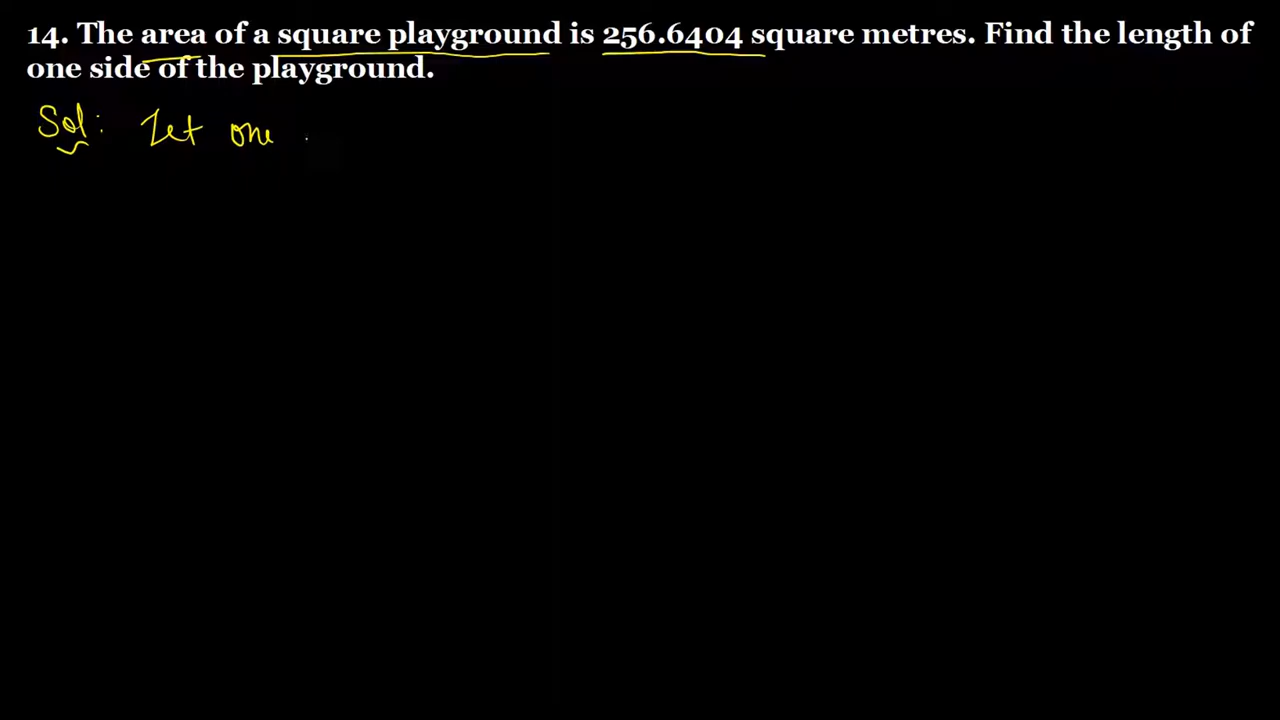 14. The area of a square playground is 256.6404 square metres. Find the length of
one side of the playground.
Sol: Let one